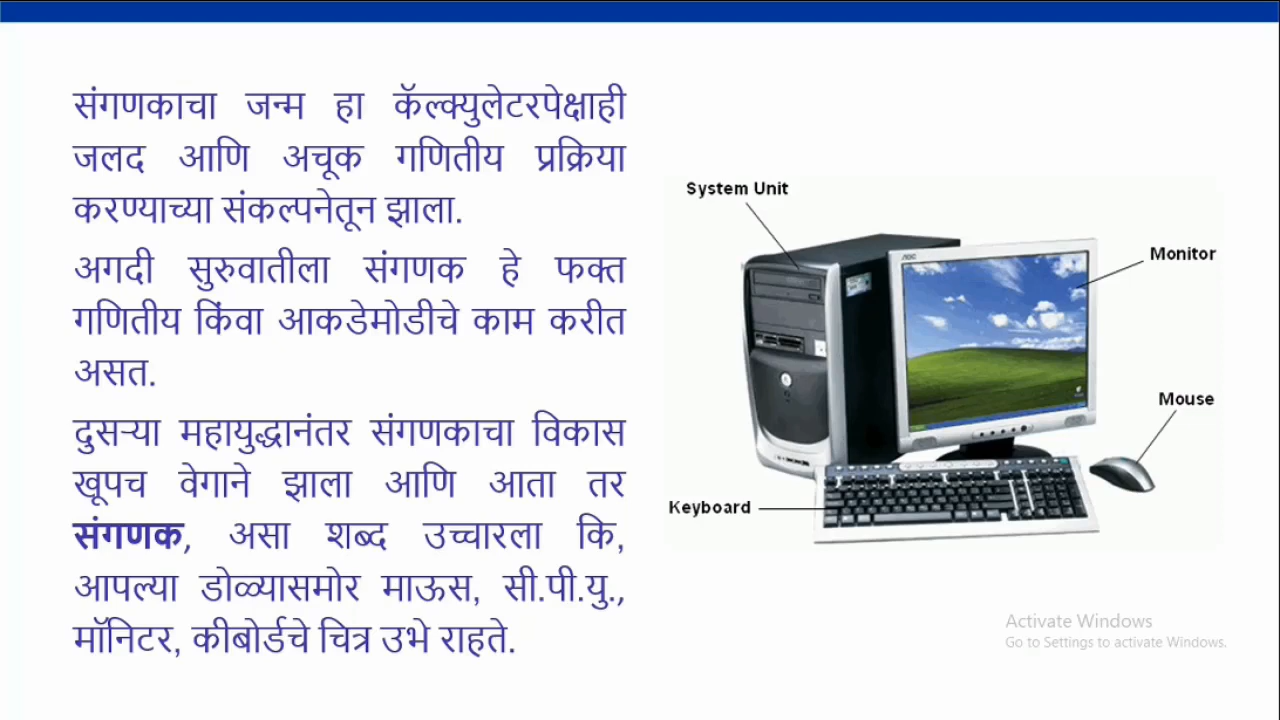 संगणकाचा जन्म हा कॅल्क्युलेटरपेक्षाही
जलद आणि अचूक गणितीय प्रक्रिया
करण्याच्या संकल्पनेतून झाला.
अगदी सुरुवातीला संगणक हे फक्त
गणितीय किंवा आकडेमोडीचे काम करीत
असत.
दुसऱ्या महायुद्धानंतर संगणकाचा विकास
खूपच वेगाने झाला आणि आता तर
संगणक, असा शब्द उच्चारला कि,
आपल्या डोळ्यासमोर माऊस, सी.पी.यु.,
मॉनिटर, कीबोर्डचे चित्र उभे राहते.
System Unit
Monitor
AOC
Mouse
Keyboard
Activate Windows
Go to Settings to activate Windows.